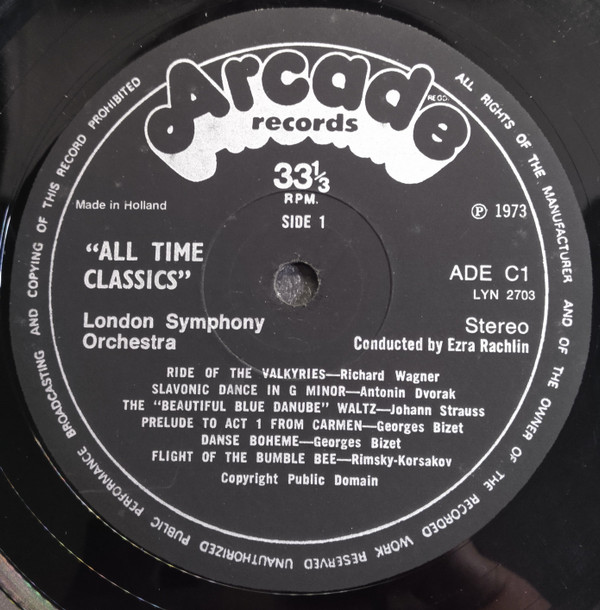 Arcade
REGD.
records
33⅓
RPM.
SIDE 1
Made in Holland
℗ 1973
"ALL TIME
CLASSICS"
ADE C1
LYN 2703
London Symphony
Orchestra
Stereo
Conducted by Ezra Rachlin
RIDE OF THE VALKYRIES—Richard Wagner
SLAVONIC DANCE IN G MINOR—Antonin Dvorak
THE "BEAUTIFUL BLUE DANUBE" WALTZ—Johann Strauss
PRELUDE TO ACT 1 FROM CARMEN—Georges Bizet
DANSE BOHEME—Georges Bizet
FLIGHT OF THE BUMBLE BEE—Rimsky-Korsakov
Copyright Public Domain
ALL RIGHTS OF THE MANUFACTURER AND OF THE OWNER OF THE RECORDED WORK RESERVED UNAUTHORIZED PUBLIC PERFORMANCE BROADCASTING AND COPYING OF THIS RECORD PROHIBITED